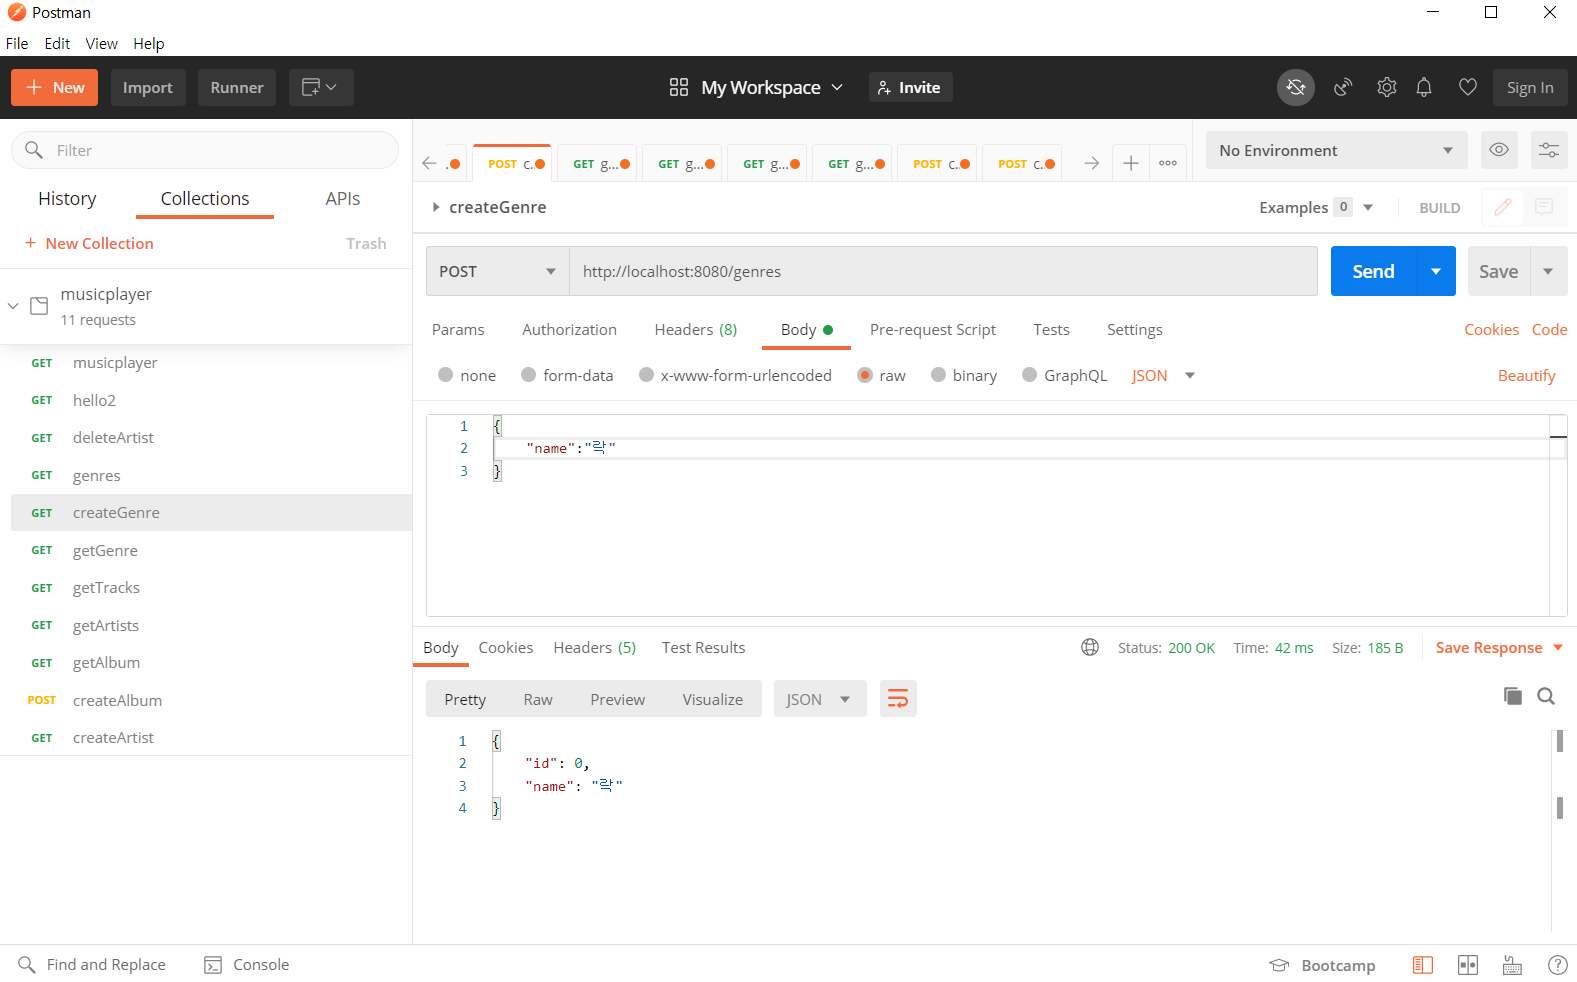 Postman
File Edit View Help
New Import Runner My Workspace Invite Sign In
Filter
History Collections APIs
+ New Collection Trash
musicplayer
11 requests
GET musicplayer
GET hello2
GET deleteArtist
GET genres
GET createGenre
GET getGenre
GET getTracks
GET getArtists
GET getAlbum
POST createAlbum
GET createArtist
. POST c. GET g... GET g... GET g... GET g... POST c. POST c. No Environment
createGenre Examples 0 BUILD
POST http://localhost:8080/genres Send Save
Params Authorization Headers (8) Body Pre-request Script Tests Settings Cookies Code
none form-data x-www-form-urlencoded raw binary GraphQL JSON Beautify
1 {
2 "name":"락"
3 }
Body Cookies Headers (5) Test Results Status: 200 OK Time: 42 ms Size: 185 B Save Response
Pretty Raw Preview Visualize JSON
1 {
2 "id": 0,
3 "name": "락"
4 }
Find and Replace Console Bootcamp